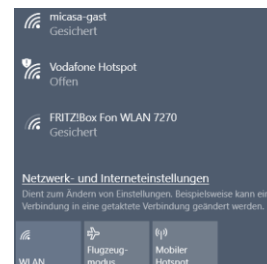 micasa-gast
Gesichert
Vodafone Hotspot
Offen
FRITZ!Box Fon WLAN 7270
Gesichert
Netzwerk- und Interneteinstellungen
Dient zum Ändern von Einstellungen. Beispielsweise kann ein
Verbindung in eine getaktete Verbindung geändert werden.
WLAN
Flugzeug-
modus
Mobiler
Hotspot